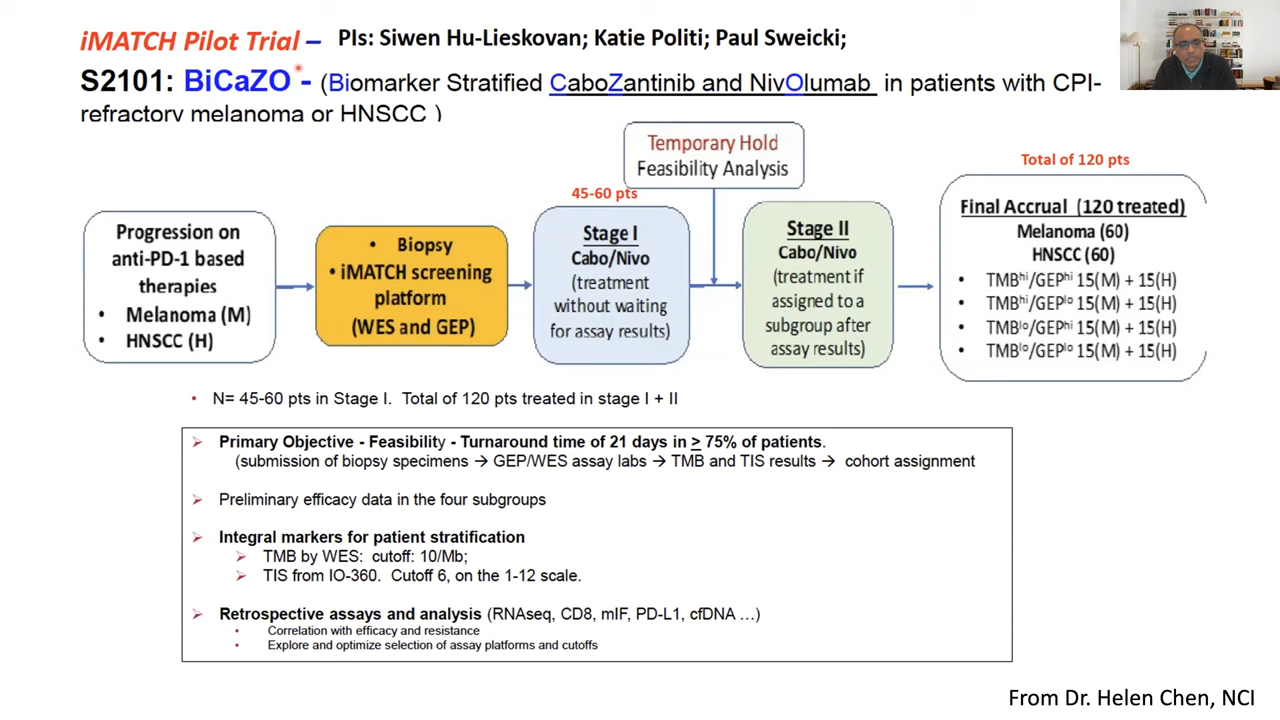 iMATCH Pilot Trial – PIs: Siwen Hu-Lieskovan; Katie Politi; Paul Sweicki;
S2101: BiCaZO - (Biomarker Stratified CaboZantinib and NivOlumab in patients with CPI-
refractory melanoma or HNSCC )
Progression on
anti-PD-1 based
therapies
• Melanoma (M)
• HNSCC (H)
• Biopsy
• iMATCH screening
platform
(WES and GEP)
45-60 pts
Stage I
Cabo/Nivo
(treatment
without waiting
for assay results)
Temporary Hold
Feasibility Analysis
Stage II
Cabo/Nivo
(treatment if
assigned to a
subgroup after
assay results)
Total of 120 pts
Final Accrual (120 treated)
Melanoma (60)
HNSCC (60)
• TMBhi/GEPhi 15(M) + 15(H)
• TMBhi/GEPlo 15(M) + 15(H)
• TMBlo/GEPhi 15(M) + 15(H)
• TMBlo/GEPlo 15(M) + 15(H)
• N= 45-60 pts in Stage I. Total of 120 pts treated in stage I + II
➢ Primary Objective - Feasibility - Turnaround time of 21 days in ≥ 75% of patients.
(submission of biopsy specimens → GEP/WES assay labs → TMB and TIS results → cohort assignment
➢ Preliminary efficacy data in the four subgroups
➢ Integral markers for patient stratification
➢ TMB by WES: cutoff: 10/Mb;
➢ TIS from IO-360. Cutoff 6, on the 1-12 scale.
➢ Retrospective assays and analysis (RNAseq, CD8, mIF, PD-L1, cfDNA …)
• Correlation with efficacy and resistance
• Explore and optimize selection of assay platforms and cutoffs
From Dr. Helen Chen, NCI